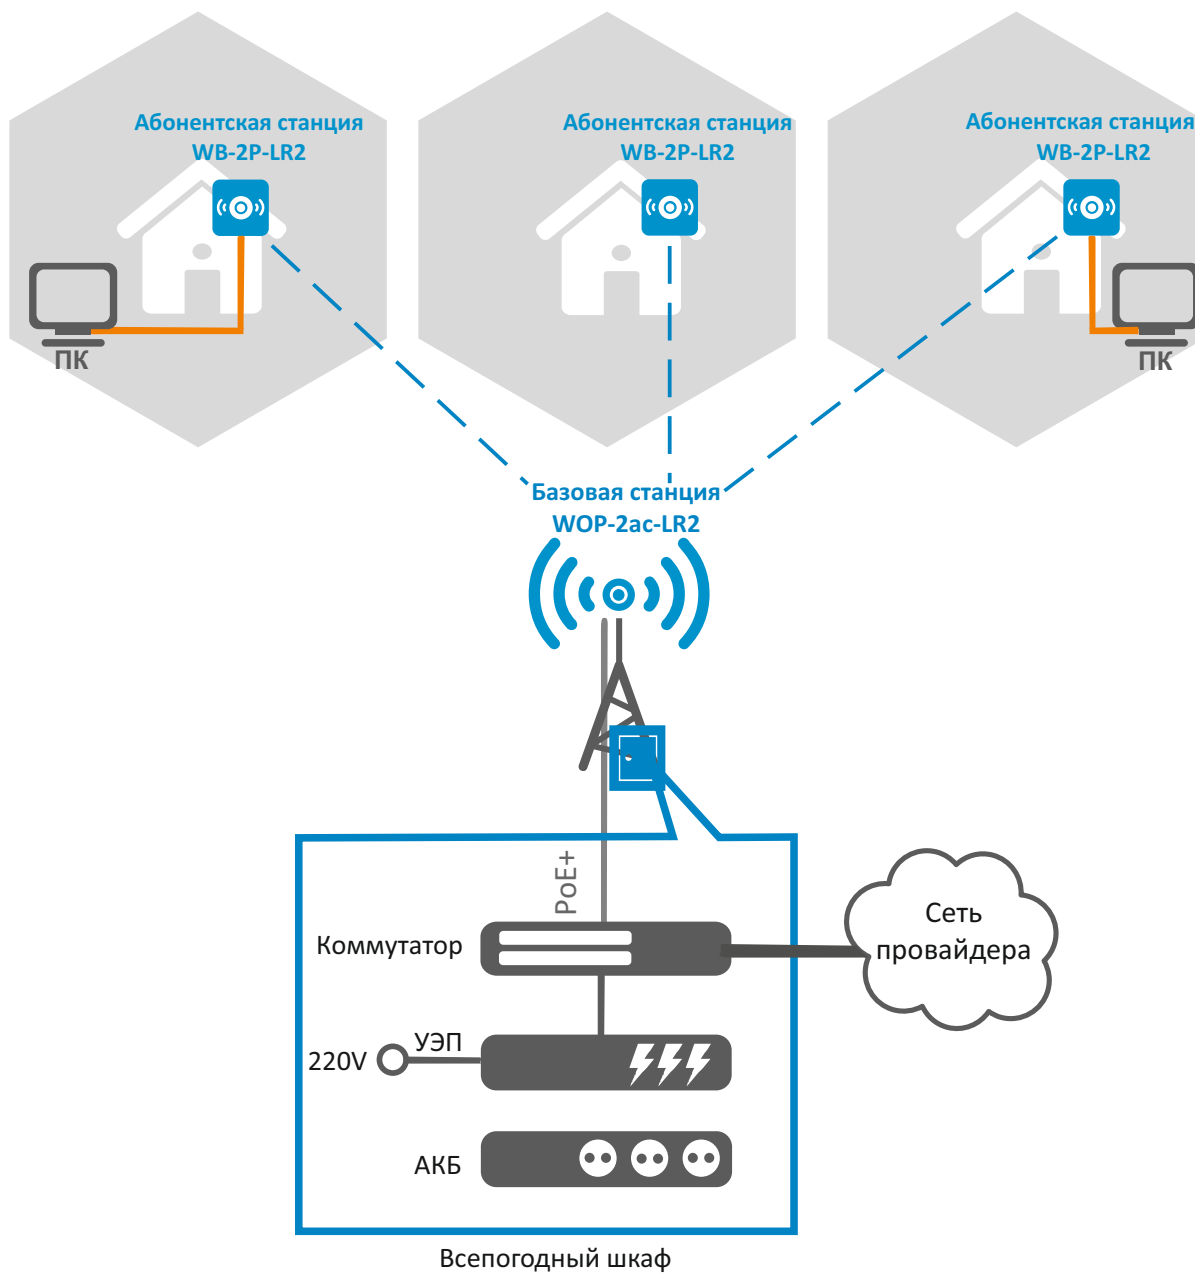 Абонентская станция
WB-2P-LR2
Абонентская станция
WB-2P-LR2
Абонентская станция
WB-2P-LR2
ПК
ПК
Базовая станция
WOP-2ac-LR2
PoE+
Коммутатор
Сеть
провайдера
УЭП
220V
АКБ
Всепогодный шкаф